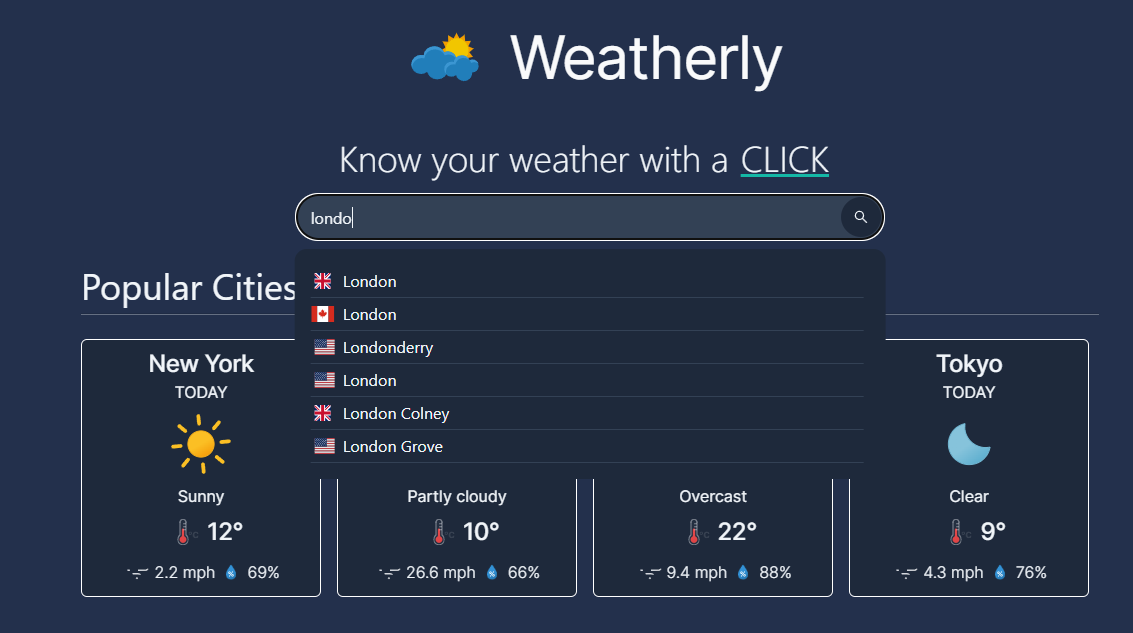 Weatherly
Know your weather with a CLICK
londo
London
London
Londonderry
London
London Colney
London Grove
Popular Cities
New York
TODAY
Sunny
12°
2.2 mph 69%
Partly cloudy
10°
26.6 mph 66%
Overcast
22°
9.4 mph 88%
Tokyo
TODAY
Clear
9°
4.3 mph 76%